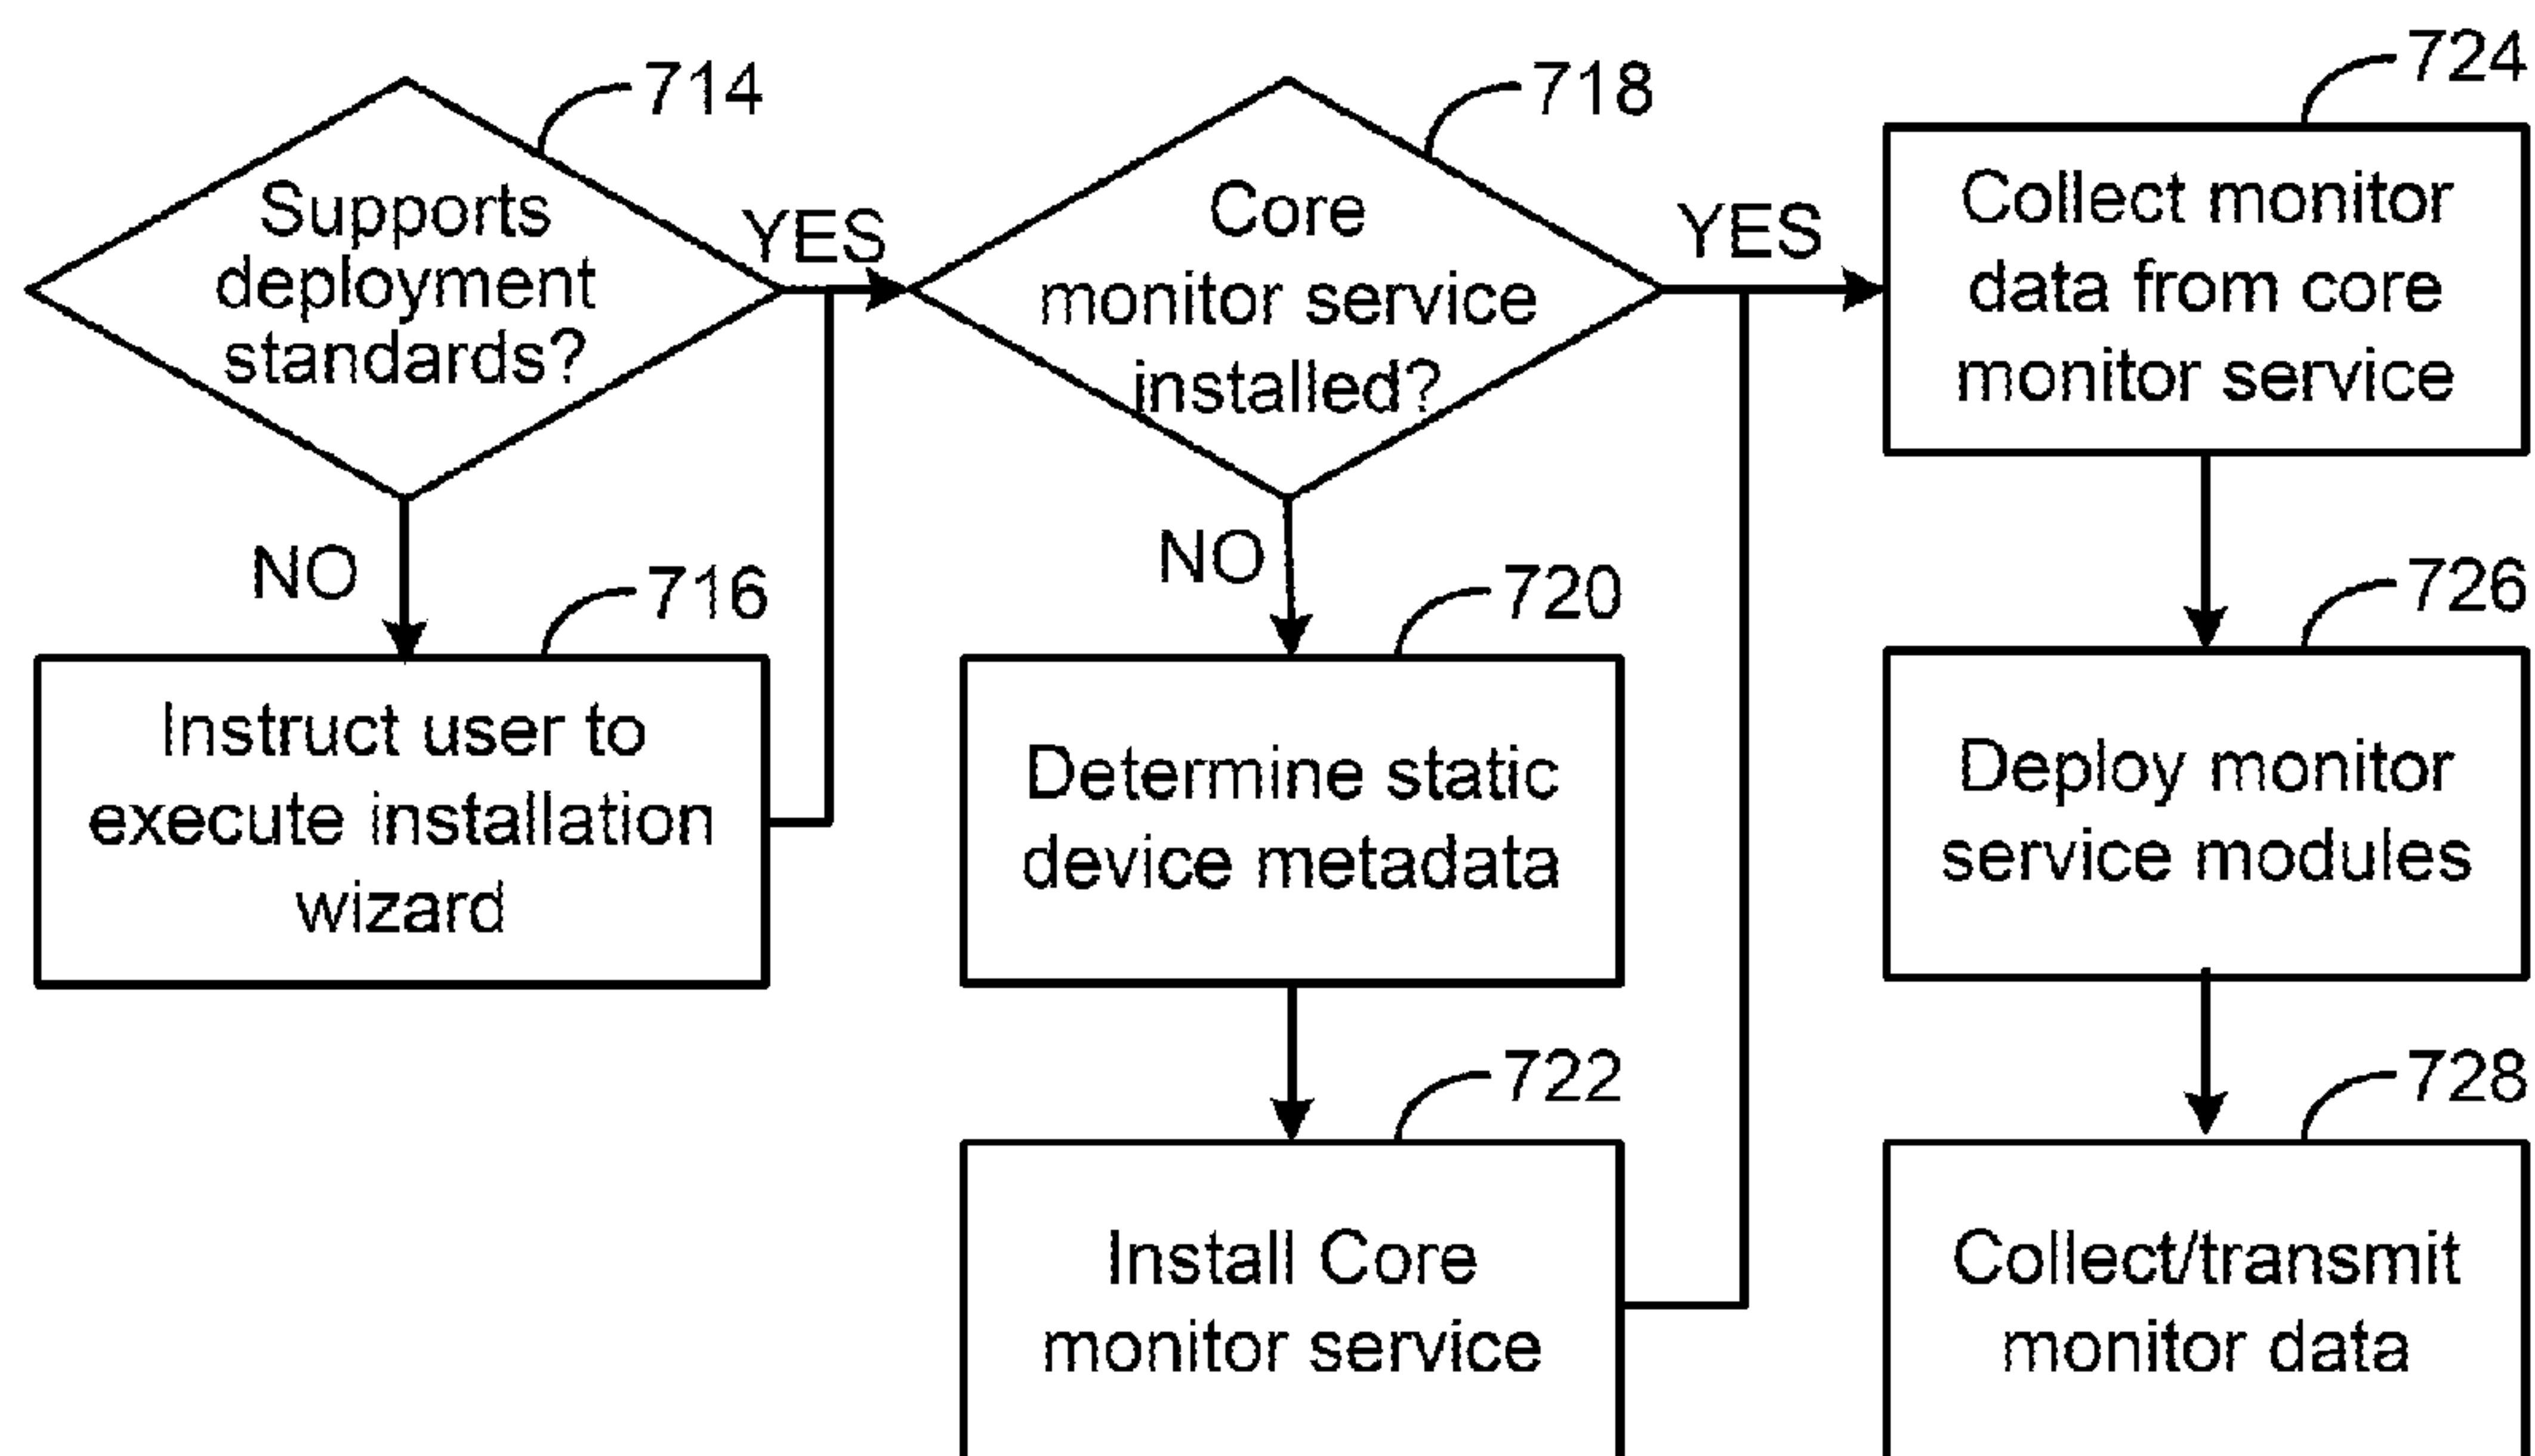 714
Supports
deployment
standards?
YES
NO
716
Instruct user to
execute installation
wizard
718
Core
monitor service
installed?
YES
NO
720
Determine static
device metadata
722
Install Core
monitor service
724
Collect monitor
data from core
monitor service
726
Deploy monitor
service modules
728
Collect/transmit
monitor data